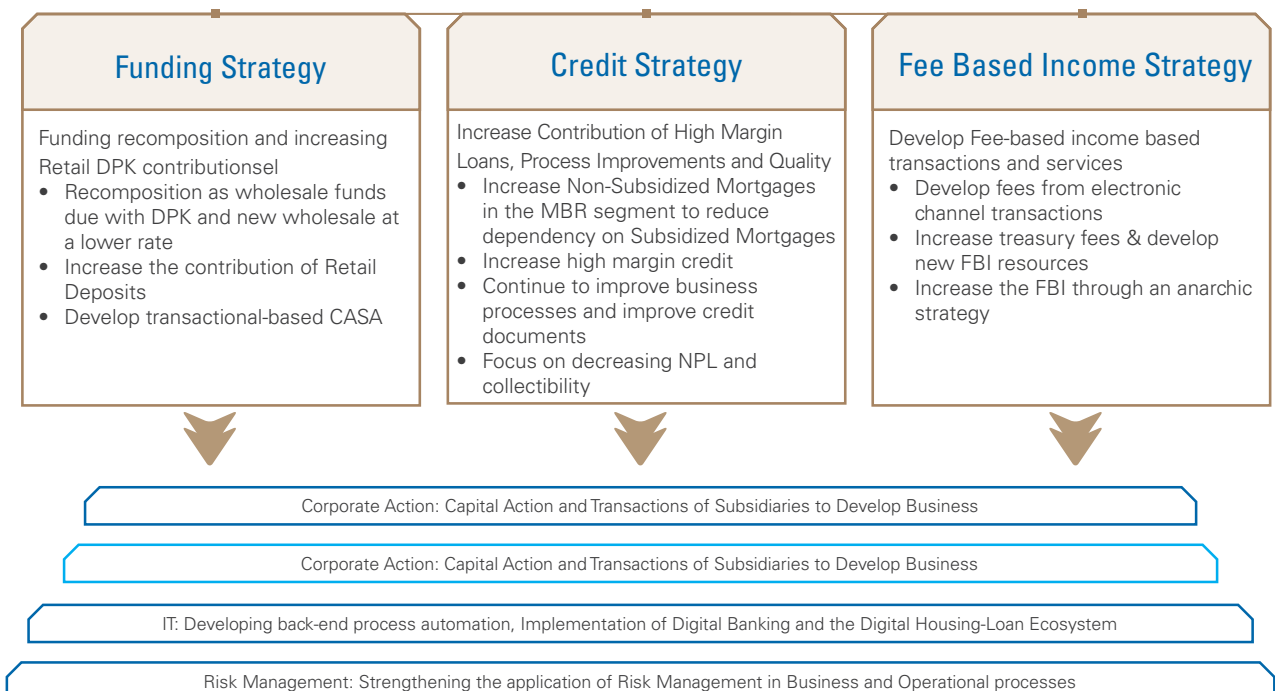 Funding Strategy
Funding recomposition and increasing
Retail DPK contributionsel
• Recomposition as wholesale funds
due with DPK and new wholesale at
a lower rate
• Increase the contribution of Retail
Deposits
• Develop transactional-based CASA
Credit Strategy
Increase Contribution of High Margin
Loans, Process Improvements and Quality
• Increase Non-Subsidized Mortgages
in the MBR segment to reduce
dependency on Subsidized Mortgages
• Increase high margin credit
• Continue to improve business
processes and improve credit
documents
• Focus on decreasing NPL and
collectibility
Fee Based Income Strategy
Develop Fee-based income based
transactions and services
• Develop fees from electronic
channel transactions
• Increase treasury fees & develop
new FBI resources
• Increase the FBI through an anarchic
strategy
Corporate Action: Capital Action and Transactions of Subsidiaries to Develop Business
Corporate Action: Capital Action and Transactions of Subsidiaries to Develop Business
IT: Developing back-end process automation, Implementation of Digital Banking and the Digital Housing-Loan Ecosystem
Risk Management: Strengthening the application of Risk Management in Business and Operational processes